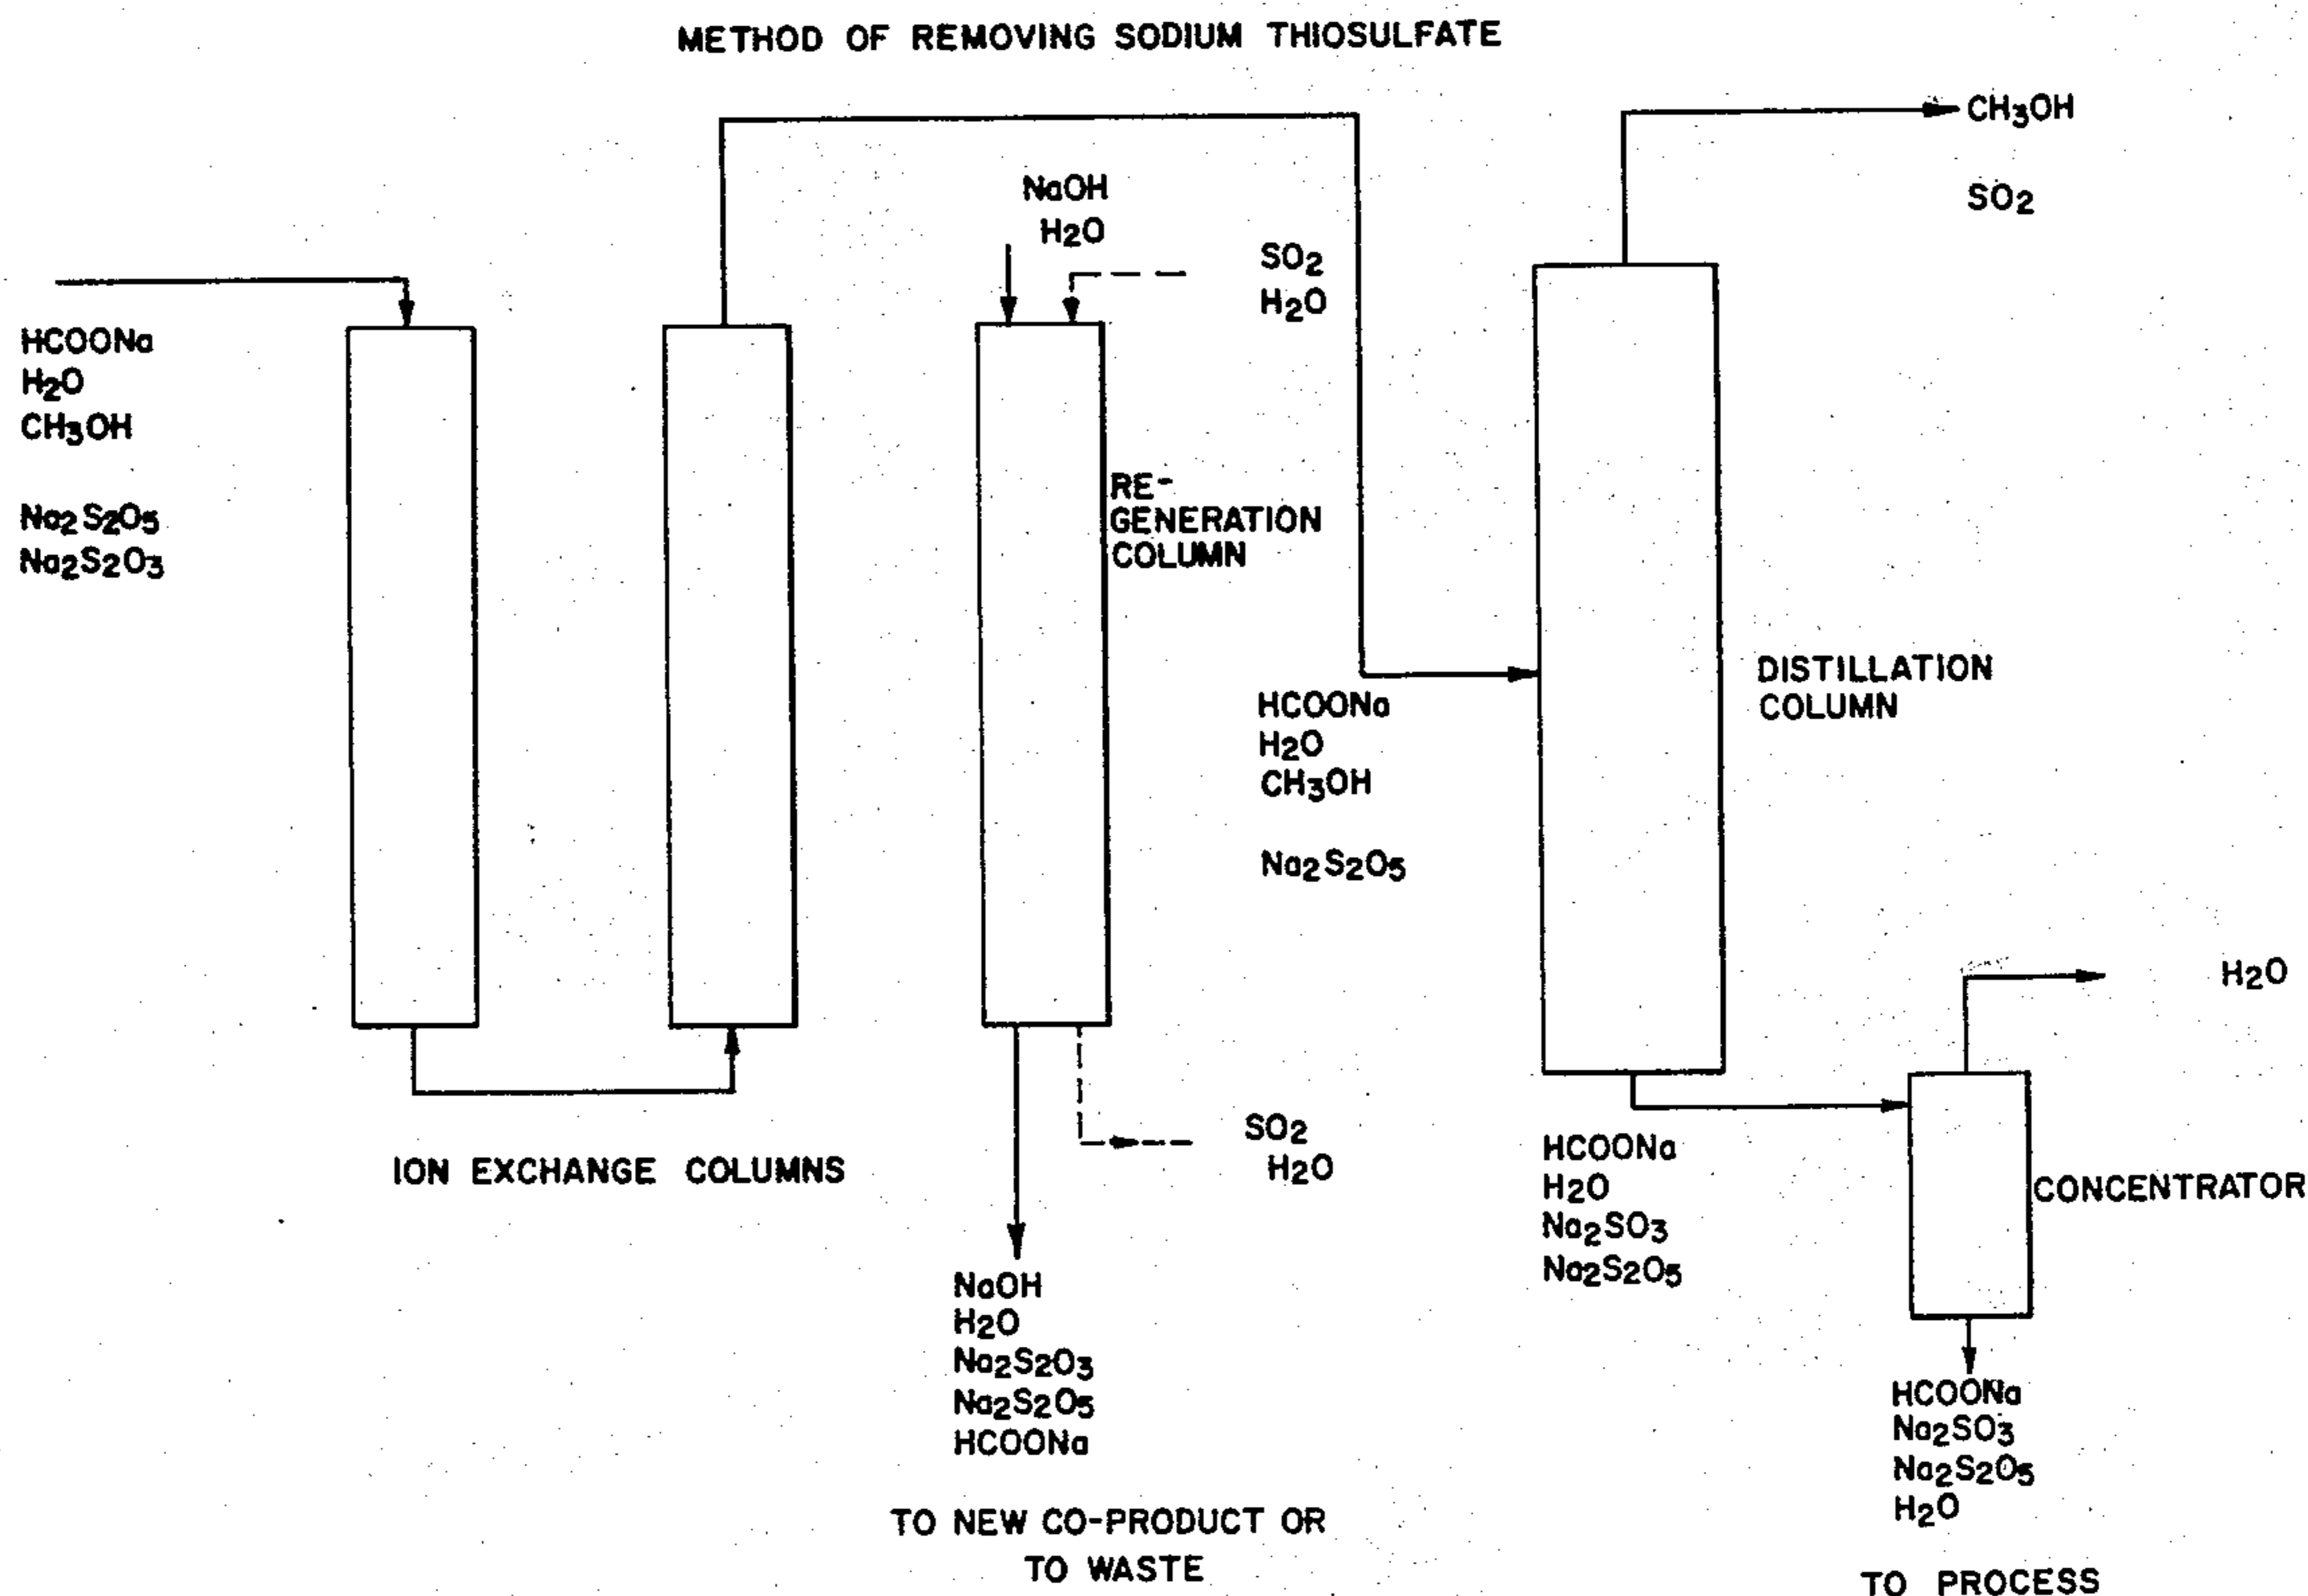 METHOD OF REMOVING SODIUM THIOSULFATE
HCOONa
H2O
CH3OH
Na2S2O5
Na2S2O3
ION EXCHANGE COLUMNS
NaOH
H2O
SO2
H2O
RE-
GENERATION
COLUMN
SO2
H2O
NaOH
H2O
Na2S2O3
Na2S2O5
HCOONa
TO NEW CO-PRODUCT OR
TO WASTE
HCOONa
H2O
CH3OH
Na2S2O5
CH3OH
SO2
DISTILLATION
COLUMN
HCOONa
H2O
Na2SO3
Na2S2O5
H2O
CONCENTRATOR
HCOONa
Na2SO3
Na2S2O5
H2O
TO PROCESS